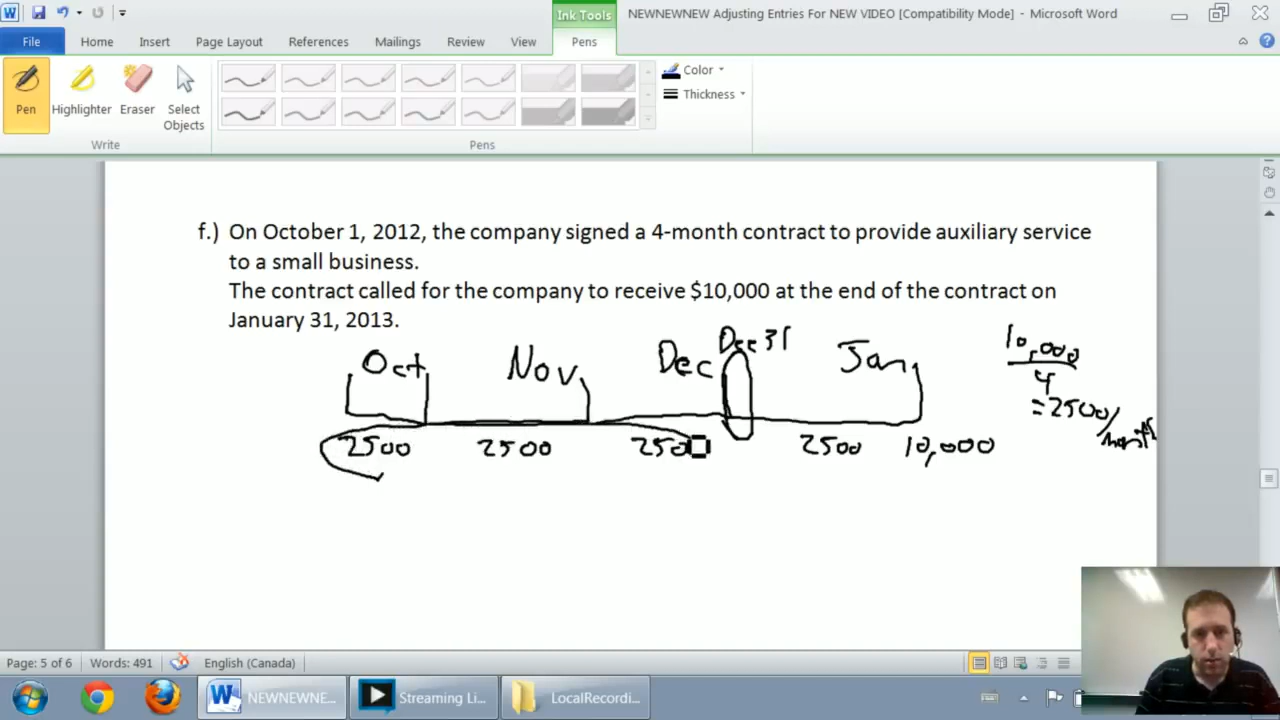 NEWNEWNEW Adjusting Entries For NEW VIDEO [Compatibility Mode] - Microsoft Word
Ink Tools
File Home Insert Page Layout References Mailings Review View Pens
Pen Highlighter Eraser Select Objects
Color
Thickness
Write Pens
f.) On October 1, 2012, the company signed a 4-month contract to provide auxiliary service
to a small business.
The contract called for the company to receive $10,000 at the end of the contract on
January 31, 2013.
Oct Nov Dec Dec 31 Jan
10,000
4
=2500/
month
2500 2500 2500 2500 10,000
Page: 5 of 6 Words: 491 English (Canada)
NEWNEWNE... Streaming Li... LocalRecordi...